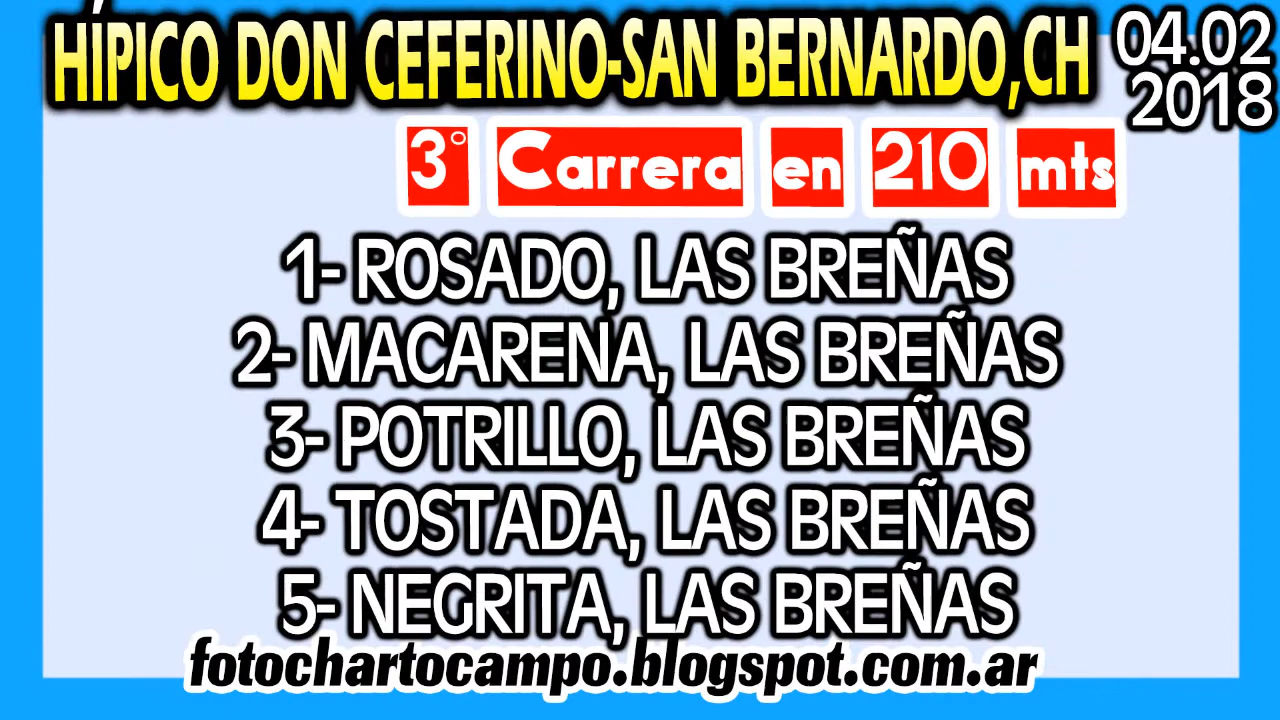 HÍPICO DON CEFERINO-SAN BERNARDO,CH
04.02
2018
3° Carrera en 210 mts
1- ROSADO, LAS BREÑAS
2- MACARENA, LAS BREÑAS
3- POTRILLO, LAS BREÑAS
4- TOSTADA, LAS BREÑAS
5- NEGRITA, LAS BREÑAS
fotochartocampo.blogspot.com.ar